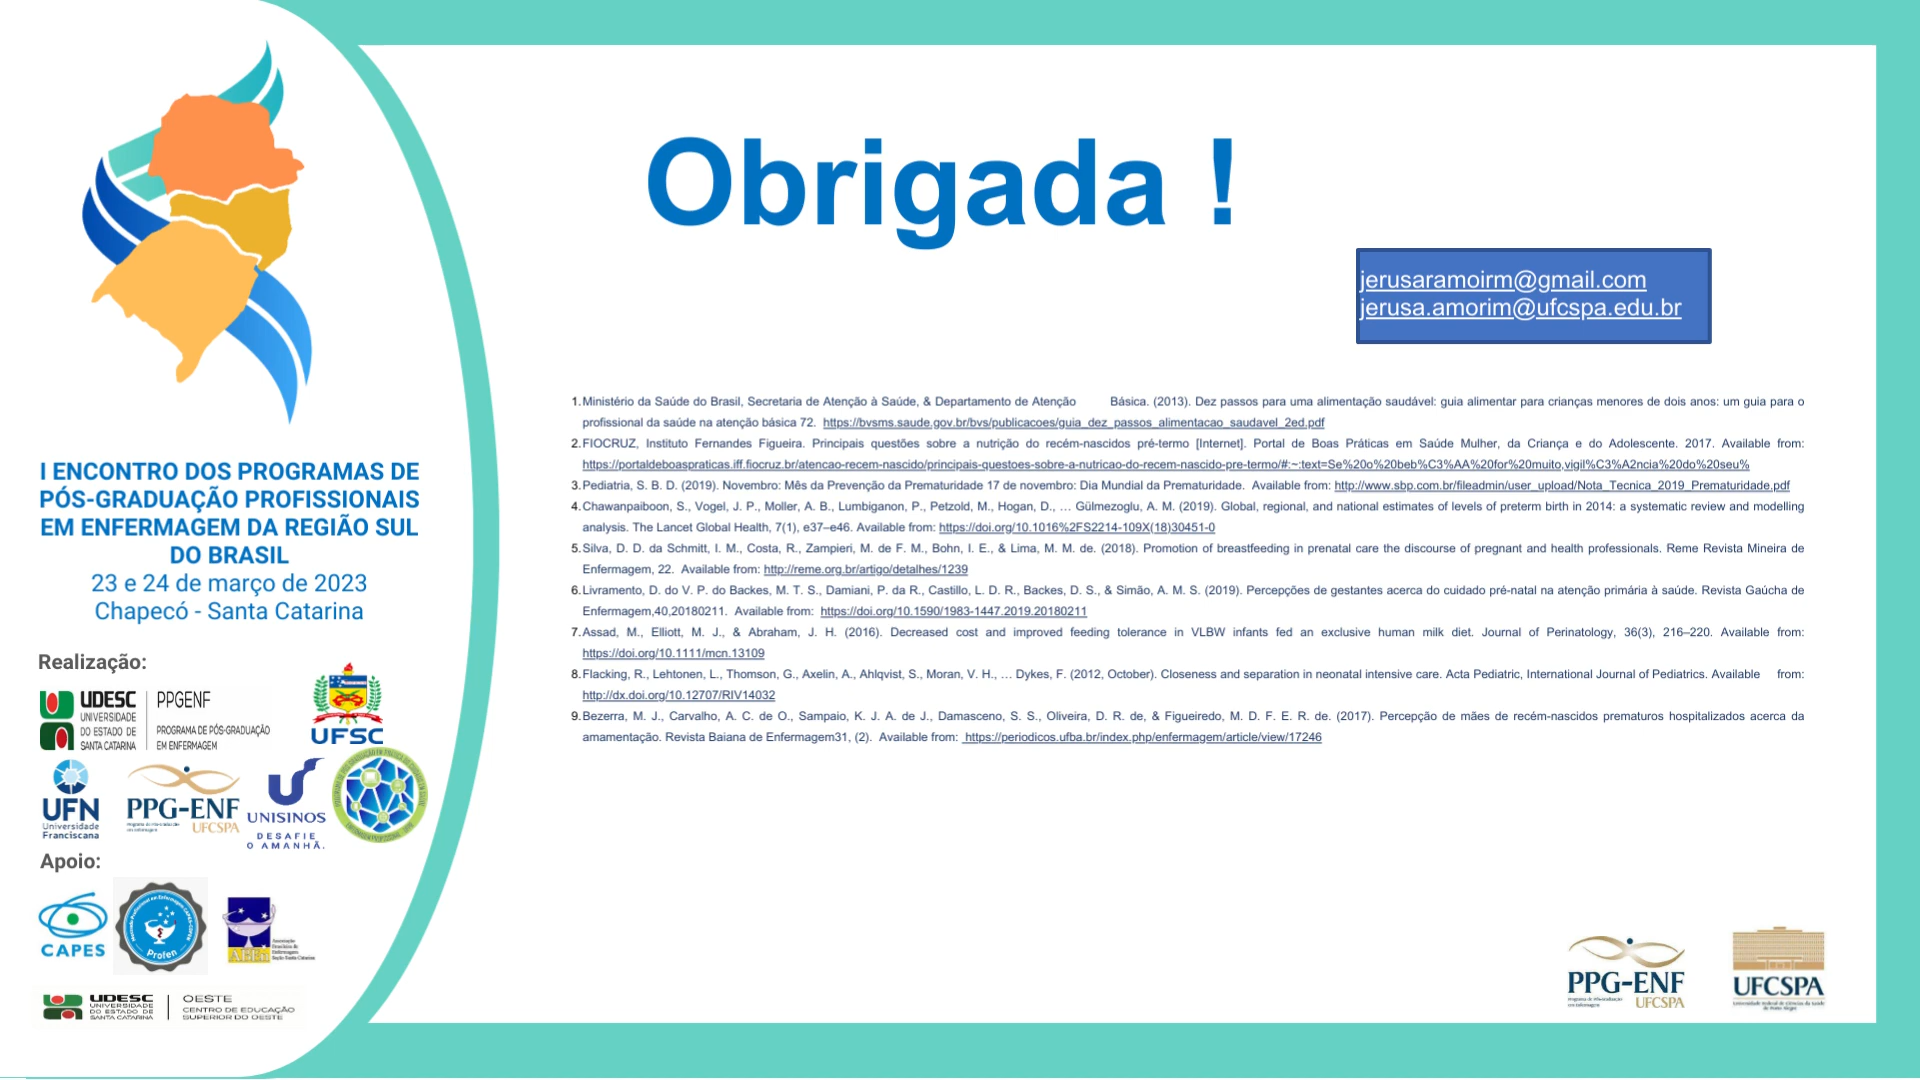 Obrigada !
jerusaramoirm@gmail.com
jerusa.amorim@ufcspa.edu.br
1. Ministério da Saúde do Brasil, Secretaria de Atenção à Saúde, & Departamento de Atenção Básica. (2013). Dez passos para uma alimentação saudável: guia alimentar para crianças menores de dois anos: um guia para o
profissional da saúde na atenção básica 72. https://bvsms.saude.gov.br/bvs/publicacoes/guia_dez_passos_alimentacao_saudavel_2ed.pdf
2. FIOCRUZ, Instituto Fernandes Figueira. Principais questões sobre a nutrição do recém-nascidos pré-termo [Internet]. Portal de Boas Práticas em Saúde Mulher, da Criança e do Adolescente. 2017. Available from:
https://portaldeboaspraticas.iff.fiocruz.br/atencao-recem-nascido/principais-questoes-sobre-a-nutricao-do-recem-nascido-pre-termo/#:~:text=Se%20o%20beb%C3%AA%20for%20muito,vigil%C3%A2ncia%20do%20seu%
3. Pediatria, S. B. D. (2019). Novembro: Mês da Prevenção da Prematuridade 17 de novembro: Dia Mundial da Prematuridade. Available from: http://www.sbp.com.br/fileadmin/user_upload/Nota_Tecnica_2019_Prematuridade.pdf
4. Chawanpaiboon, S., Vogel, J. P., Moller, A. B., Lumbiganon, P., Petzold, M., Hogan, D., … Gülmezoglu, A. M. (2019). Global, regional, and national estimates of levels of preterm birth in 2014: a systematic review and modelling
analysis. The Lancet Global Health, 7(1), e37–e46. Available from: https://doi.org/10.1016%2FS2214-109X(18)30451-0
5. Silva, D. D. da Schmitt, I. M., Costa, R., Zampieri, M. de F. M., Bohn, I. E., & Lima, M. M. de. (2018). Promotion of breastfeeding in prenatal care the discourse of pregnant and health professionals. Reme Revista Mineira de
Enfermagem, 22. Available from: http://reme.org.br/artigo/detalhes/1239
6. Livramento, D. do V. P. do Backes, M. T. S., Damiani, P. da R., Castillo, L. D. R., Backes, D. S., & Simão, A. M. S. (2019). Percepções de gestantes acerca do cuidado pré-natal na atenção primária à saúde. Revista Gaúcha de
Enfermagem,40,20180211. Available from: https://doi.org/10.1590/1983-1447.2019.20180211
7. Assad, M., Elliott, M. J., & Abraham, J. H. (2016). Decreased cost and improved feeding tolerance in VLBW infants fed an exclusive human milk diet. Journal of Perinatology, 36(3), 216–220. Available from:
https://doi.org/10.1111/mcn.13109
8. Flacking, R., Lehtonen, L., Thomson, G., Axelin, A., Ahlqvist, S., Moran, V. H., … Dykes, F. (2012, October). Closeness and separation in neonatal intensive care. Acta Pediatric, International Journal of Pediatrics. Available from:
http://dx.doi.org/10.12707/RIV14032
9. Bezerra, M. J., Carvalho, A. C. de O., Sampaio, K. J. A. de J., Damasceno, S. S., Oliveira, D. R. de, & Figueiredo, M. D. F. E. R. de. (2017). Percepção de mães de recém-nascidos prematuros hospitalizados acerca da
amamentação. Revista Baiana de Enfermagem31, (2). Available from: https://periodicos.ufba.br/index.php/enfermagem/article/view/17246
I ENCONTRO DOS PROGRAMAS DE
PÓS-GRADUAÇÃO PROFISSIONAIS
EM ENFERMAGEM DA REGIÃO SUL
DO BRASIL
23 e 24 de março de 2023
Chapecó - Santa Catarina
Realização:
UDESC
UNIVERSIDADE
DO ESTADO DE
SANTA CATARINA
PPGENF
PROGRAMA DE PÓS-GRADUAÇÃO
EM ENFERMAGEM
UFSC
UFN
Universidade
Franciscana
PPG-ENF
UFCSPA
UNISINOS
DESAFIE
O AMANHÃ.
Apoio:
CAPES
Profen
ABEn
UDESC
UNIVERSIDADE
DO ESTADO DE
SANTA CATARINA
OESTE
CENTRO DE EDUCAÇÃO
SUPERIOR DO OESTE
PPG-ENF
UFCSPA
UFCSPA